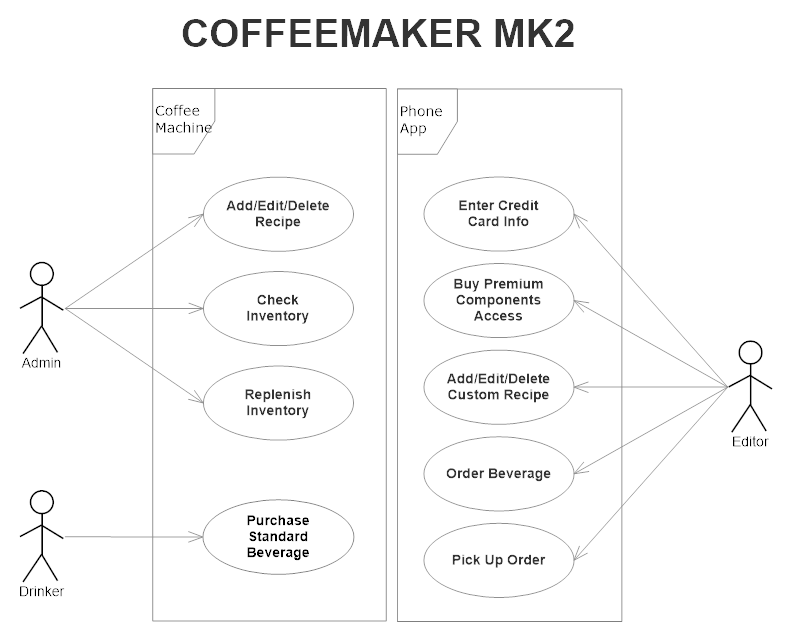 COFFEEMAKER MK2
Coffee
Machine
Add/Edit/Delete
Recipe
Check
Inventory
Replenish
Inventory
Purchase
Standard
Beverage
Admin
Drinker
Phone
App
Enter Credit
Card Info
Buy Premium
Components
Access
Add/Edit/Delete
Custom Recipe
Order Beverage
Pick Up Order
Editor